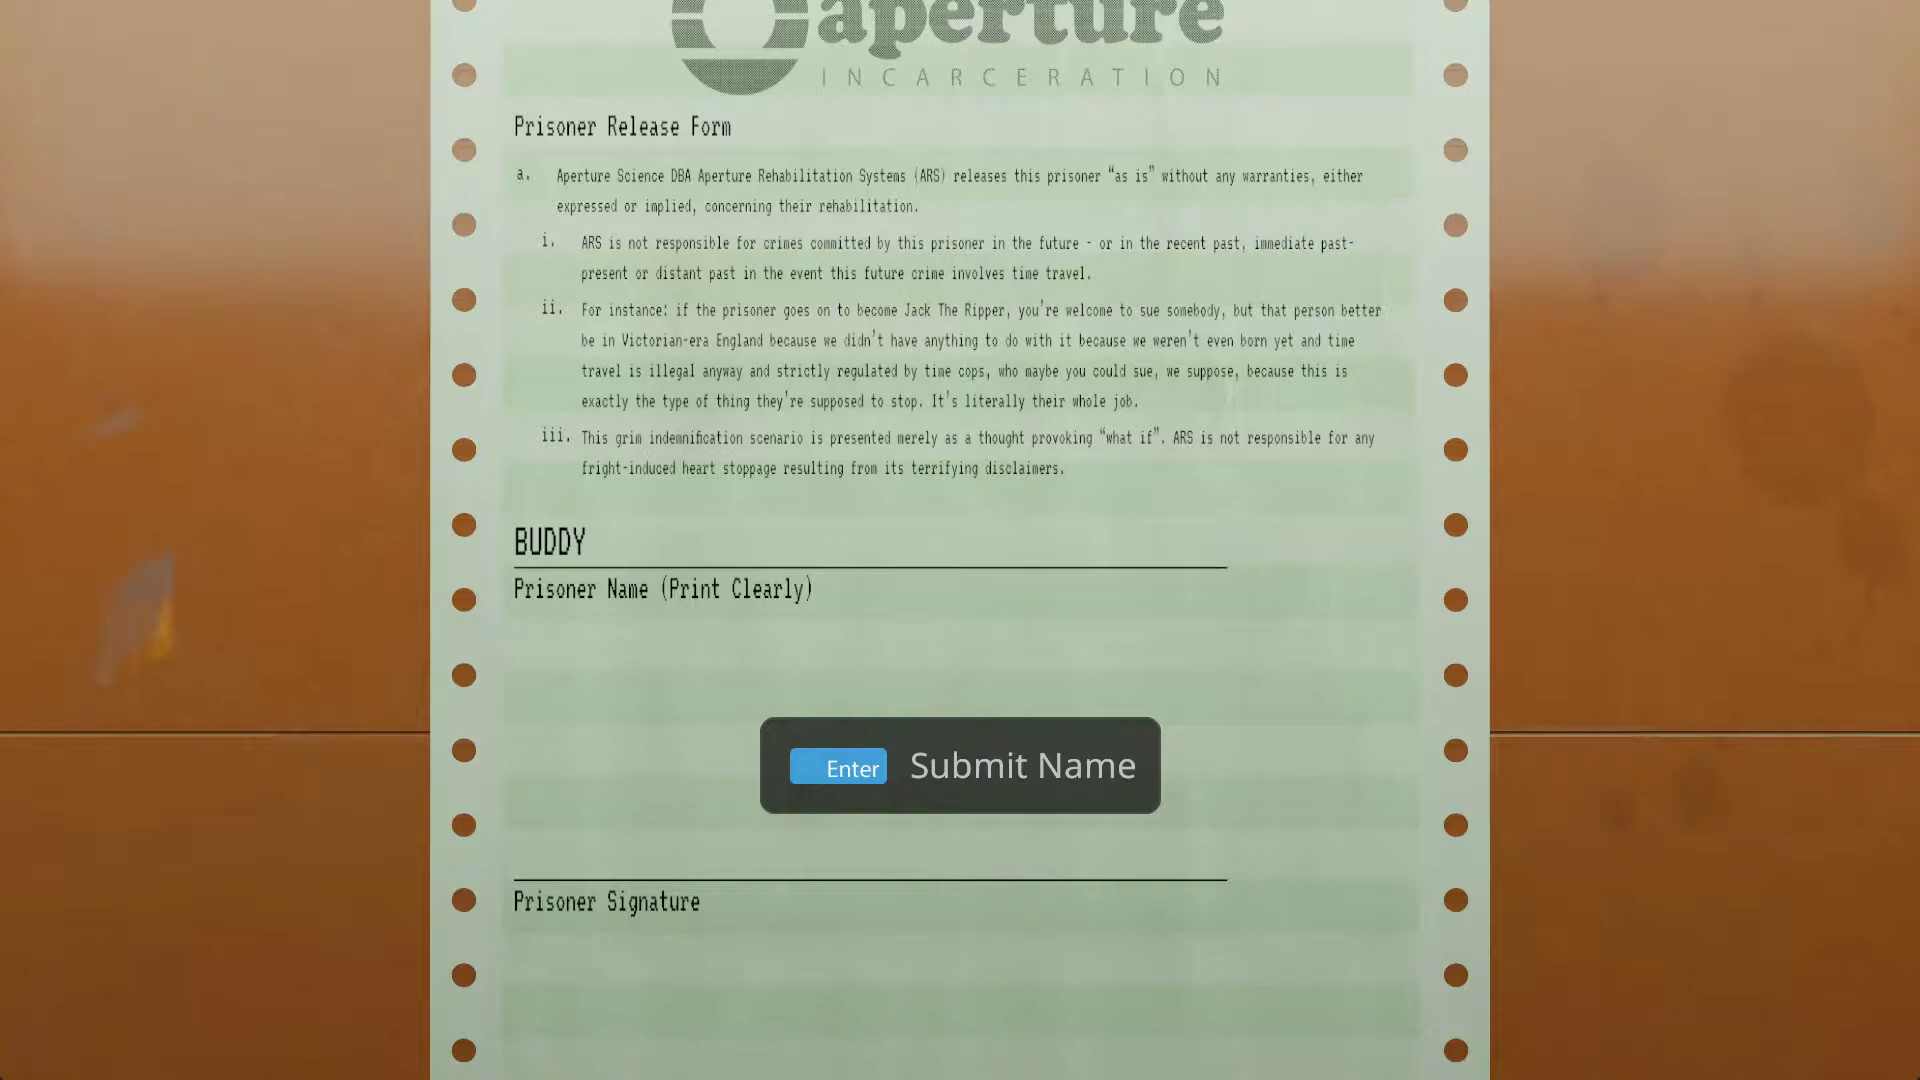 aperture
INCARCERATION
Prisoner Release Form
a. Aperture Science DBA Aperture Rehabilitation Systems (ARS) releases this prisoner “as is” without any warranties, either
expressed or implied, concerning their rehabilitation.
i. ARS is not responsible for crimes committed by this prisoner in the future - or in the recent past, immediate past-
present or distant past in the event this future crime involves time travel.
ii. For instance: if the prisoner goes on to become Jack The Ripper, you're welcome to sue somebody, but that person better
be in Victorian-era England because we didn't have anything to do with it because we weren't even born yet and time
travel is illegal anyway and strictly regulated by time cops, who maybe you could sue, we suppose, because this is
exactly the type of thing they're supposed to stop. It's literally their whole job.
iii. This grim indemnification scenario is presented merely as a thought provoking “what if”. ARS is not responsible for any
fright-induced heart stoppage resulting from its terrifying disclaimers.
BUDDY
Prisoner Name (Print Clearly)
Enter Submit Name
Prisoner Signature